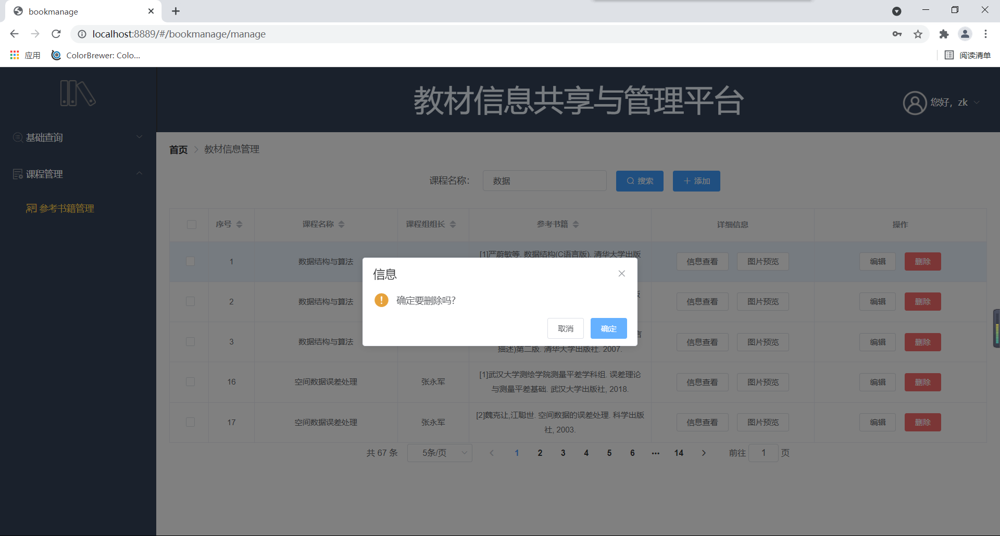 bookmanage
localhost:8889/#/bookmanage/manage
应用
ColorBrewer: Colo...
阅读清单
教材信息共享与管理平台
您好，zk
基础查询
课程管理
参考书籍管理
首页
教材信息管理
课程名称：
数据
搜索
添加
序号
课程名称
课程组组长
参考书籍
详细信息
操作
1
数据结构与算法
[1]严蔚敏等. 数据结构(C语言版). 清华大学出版
信息查看
图片预览
编辑
删除
2
数据结构与算法
信息查看
图片预览
编辑
删除
3
数据结构与算法
言
描述)第二版. 清华大学出版社. 2007.
信息查看
图片预览
编辑
删除
16
空间数据误差处理
张永军
[1]武汉大学测绘学院测量平差学科组. 误差理论
与测量平差基础. 武汉大学出版社, 2018.
信息查看
图片预览
编辑
删除
17
空间数据误差处理
张永军
[2]魏克让,江聪世. 空间数据的误差处理. 科学出版
社, 2003.
信息查看
图片预览
编辑
删除
信息
确定要删除吗?
取消
确定
共 67 条
5条/页
1
2
3
4
5
6
•••
14
前往
1
页